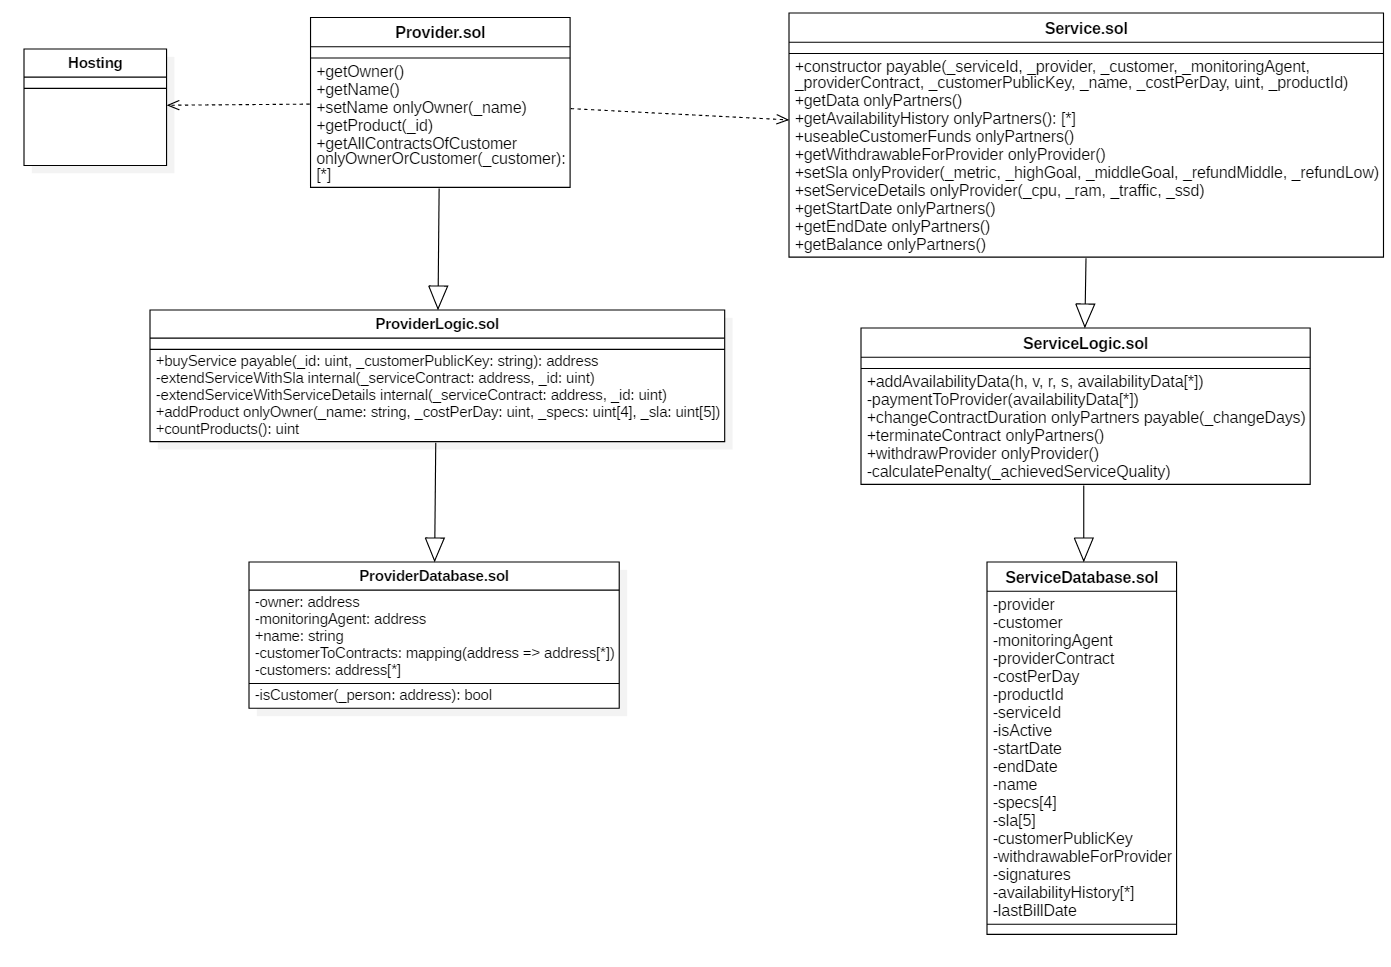 Hosting
Provider.sol
+getOwner()
+getName()
+setName onlyOwner(_name)
+getProduct(_id)
+getAllContractsOfCustomer
onlyOwnerOrCustomer(_customer):
[*]
Service.sol
+constructor payable(_serviceId, _provider, _customer, _monitoringAgent,
_providerContract, _customerPublicKey, _name, _costPerDay, uint, _productId)
+getData onlyPartners()
+getAvailabilityHistory onlyPartners(): [*]
+useableCustomerFunds onlyPartners()
+getWithdrawableForProvider onlyProvider()
+setSla onlyProvider(_metric, _highGoal, _middleGoal, _refundMiddle, _refundLow)
+setServiceDetails onlyProvider(_cpu, _ram, _traffic, _ssd)
+getStartDate onlyPartners()
+getEndDate onlyPartners()
+getBalance onlyPartners()
ProviderLogic.sol
+buyService payable(_id: uint, _customerPublicKey: string): address
-extendServiceWithSla internal(_serviceContract: address, _id: uint)
-extendServiceWithServiceDetails internal(_serviceContract: address, _id: uint)
+addProduct onlyOwner(_name: string, _costPerDay: uint, _specs: uint[4], _sla: uint[5])
+countProducts(): uint
ServiceLogic.sol
+addAvailabilityData(h, v, r, s, availabilityData[*])
-paymentToProvider(availabilityData[*])
+changeContractDuration onlyPartners payable(_changeDays)
+terminateContract onlyPartners()
+withdrawProvider onlyProvider()
-calculatePenalty(_achievedServiceQuality)
ProviderDatabase.sol
-owner: address
-monitoringAgent: address
+name: string
-customerToContracts: mapping(address => address[*])
-customers: address[*]
-isCustomer(_person: address): bool
ServiceDatabase.sol
-provider
-customer
-monitoringAgent
-providerContract
-costPerDay
-productId
-serviceId
-isActive
-startDate
-endDate
-name
-specs[4]
-sla[5]
-customerPublicKey
-withdrawableForProvider
-signatures
-availabilityHistory[*]
-lastBillDate